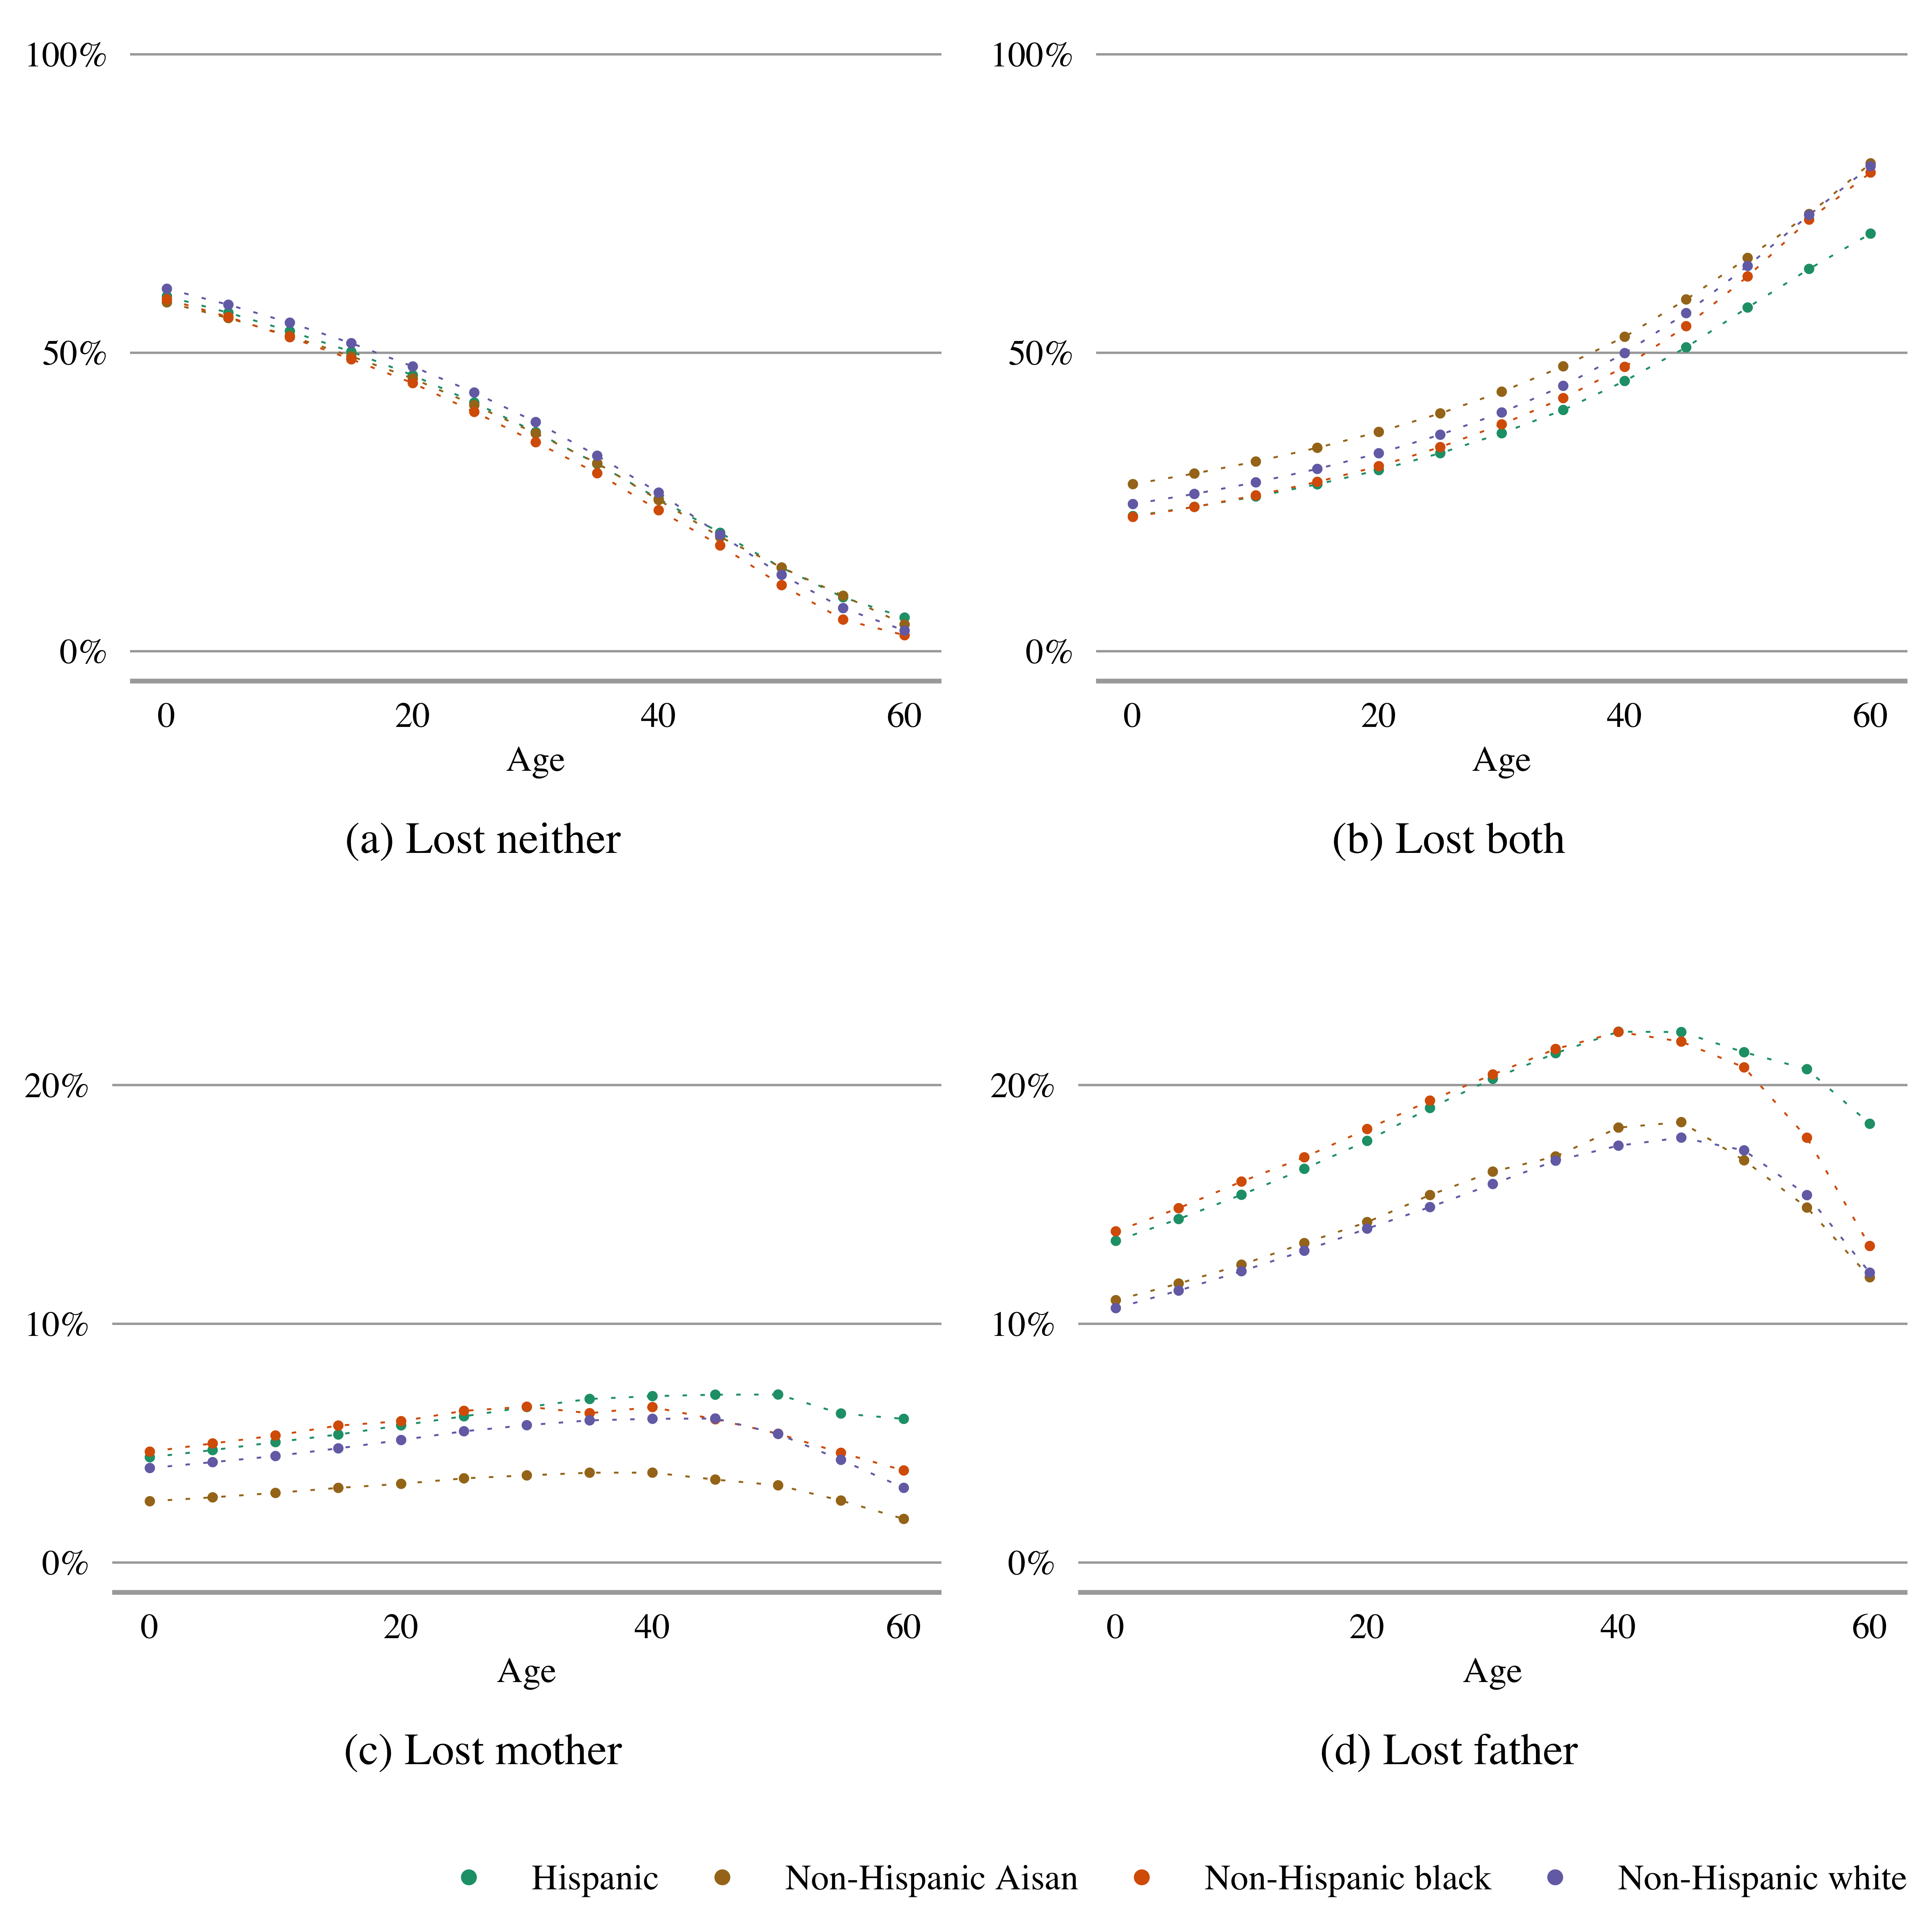 100%
50%
0%
0 20 40 60
Age
(a) Lost neither
100%
50%
0%
0 20 40 60
Age
(b) Lost both
20%
10%
0%
0 20 40 60
Age
(c) Lost mother
20%
10%
0%
0 20 40 60
Age
(d) Lost father
Hispanic Non-Hispanic Aisan Non-Hispanic black Non-Hispanic white